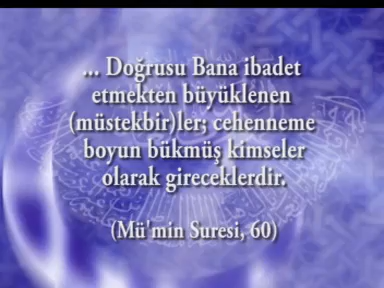 ... Doğrusu Bana ibadet
etmekten büyüklenen
(müstekbir)ler; cehenneme
boyun bükmüş kimseler
olarak gireceklerdir.
(Mü'min Suresi, 60)